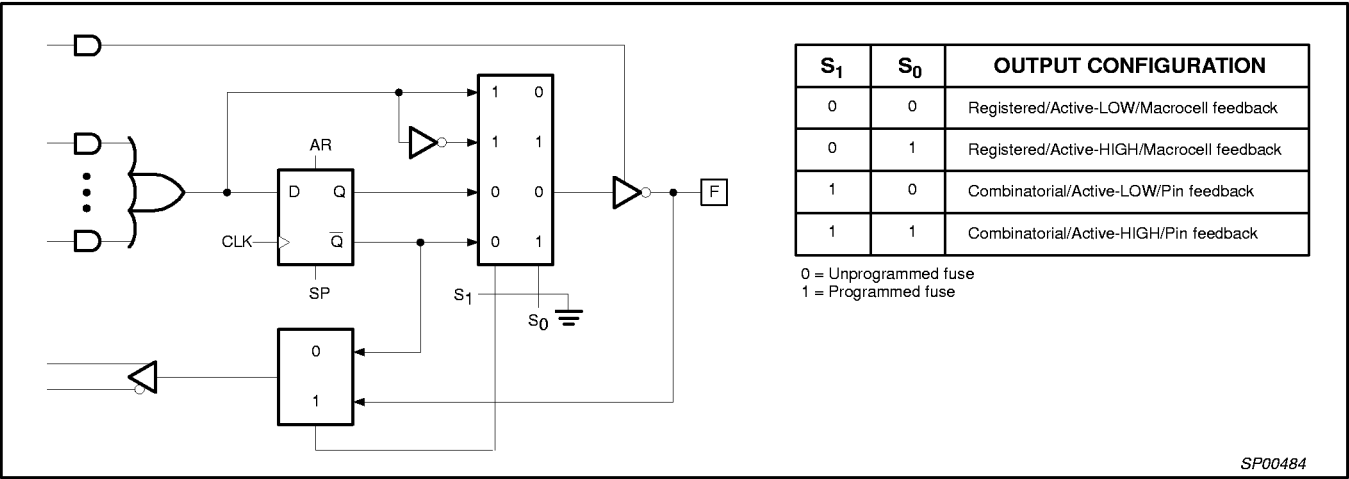 AR
D Q
CLK Q̅
SP
1 0
1 1
0 0
0 1
F
S1
S0
0
1
S1 S0 OUTPUT CONFIGURATION
0 0 Registered/Active-LOW/Macrocell feedback
0 1 Registered/Active-HIGH/Macrocell feedback
1 0 Combinatorial/Active-LOW/Pin feedback
1 1 Combinatorial/Active-HIGH/Pin feedback
0 = Unprogrammed fuse
1 = Programmed fuse
SP00484